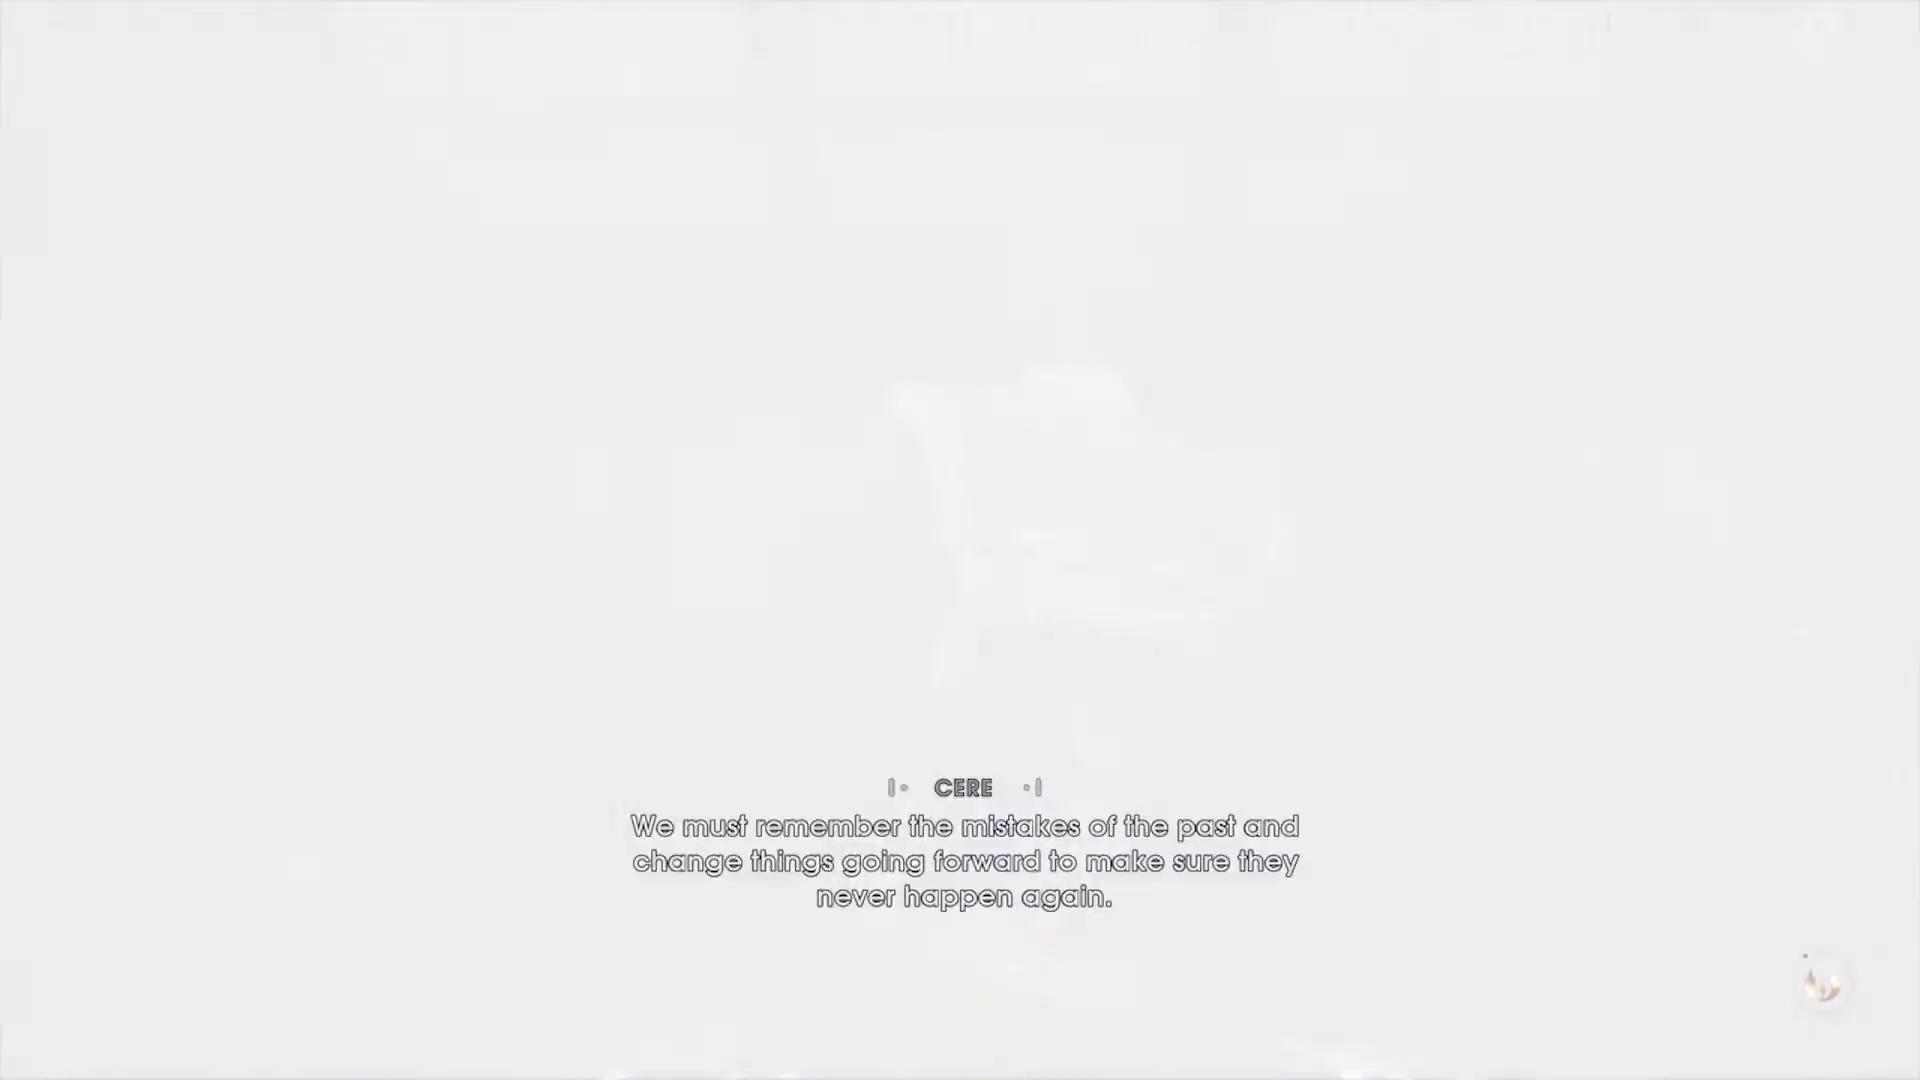 CERE
We must remember the mistakes of the past and
change things going forward to make sure they
never happen again.